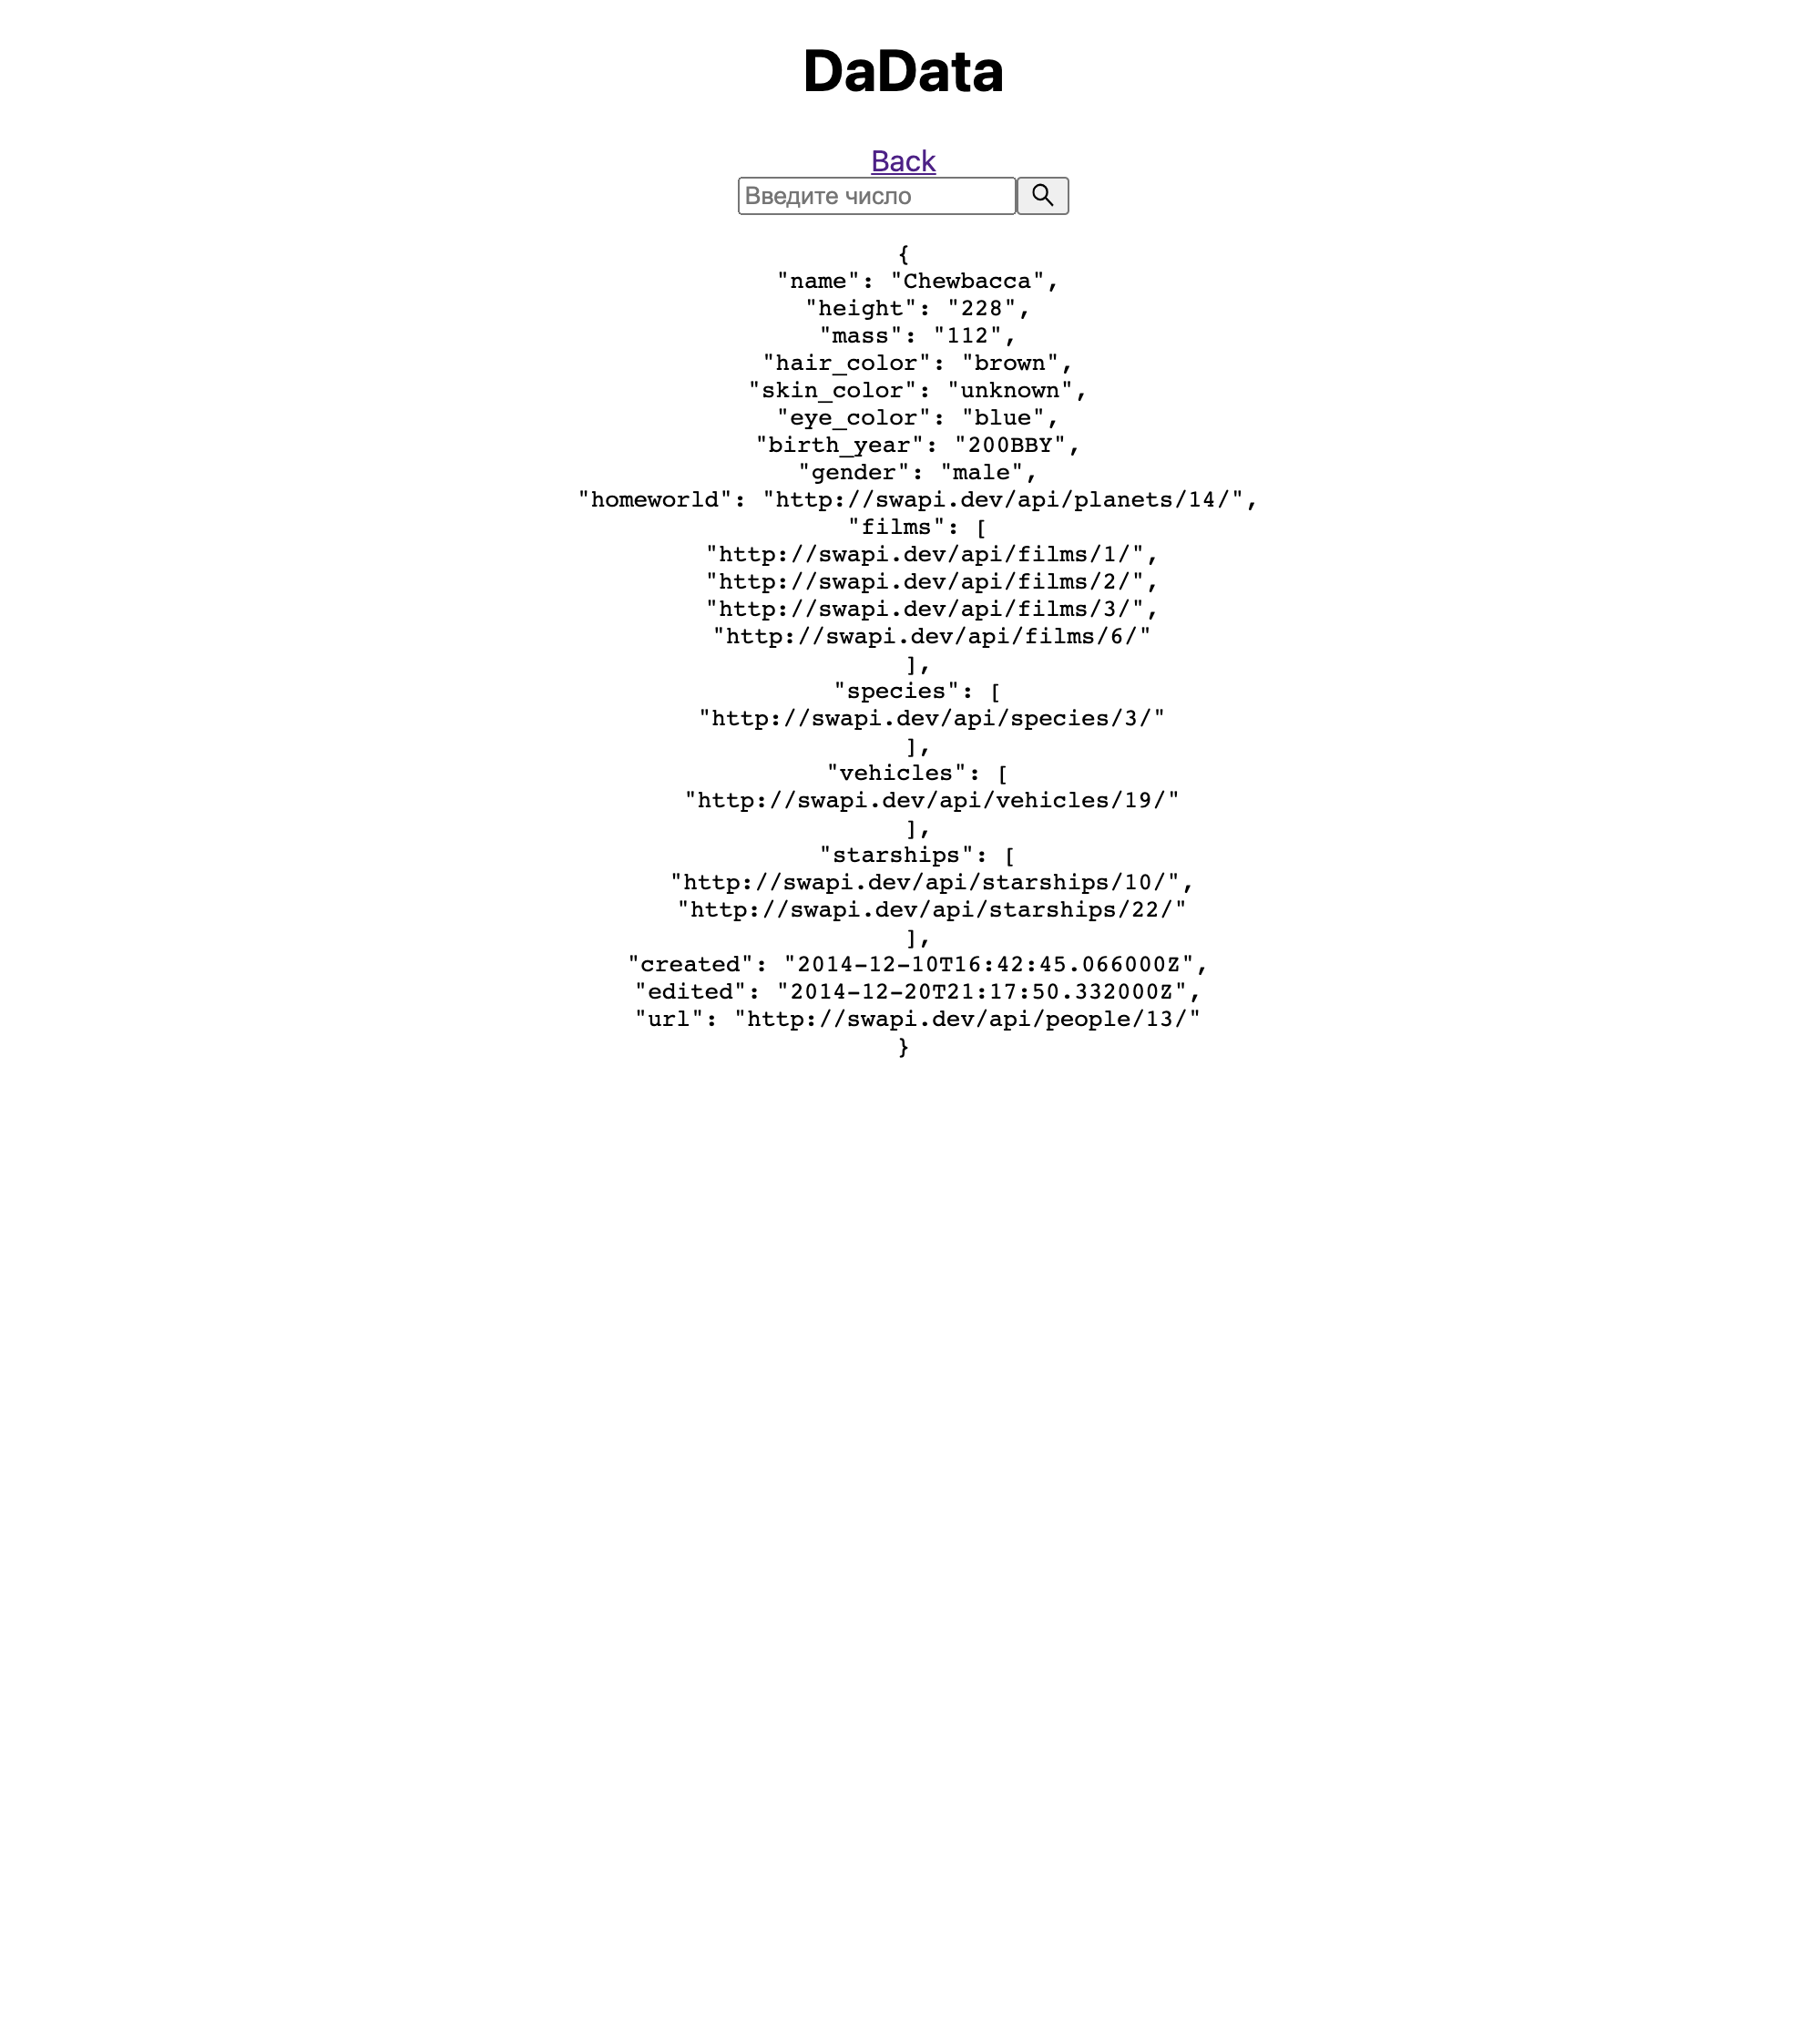 DaData
Back
Введите число
{
"name": "Chewbacca",
"height": "228",
"mass": "112",
"hair_color": "brown",
"skin_color": "unknown",
"eye_color": "blue",
"birth_year": "200BBY",
"gender": "male",
"homeworld": "http://swapi.dev/api/planets/14/",
"films": [
"http://swapi.dev/api/films/1/",
"http://swapi.dev/api/films/2/",
"http://swapi.dev/api/films/3/",
"http://swapi.dev/api/films/6/"
],
"species": [
"http://swapi.dev/api/species/3/"
],
"vehicles": [
"http://swapi.dev/api/vehicles/19/"
],
"starships": [
"http://swapi.dev/api/starships/10/",
"http://swapi.dev/api/starships/22/"
],
"created": "2014-12-10T16:42:45.066000Z",
"edited": "2014-12-20T21:17:50.332000Z",
"url": "http://swapi.dev/api/people/13/"
}